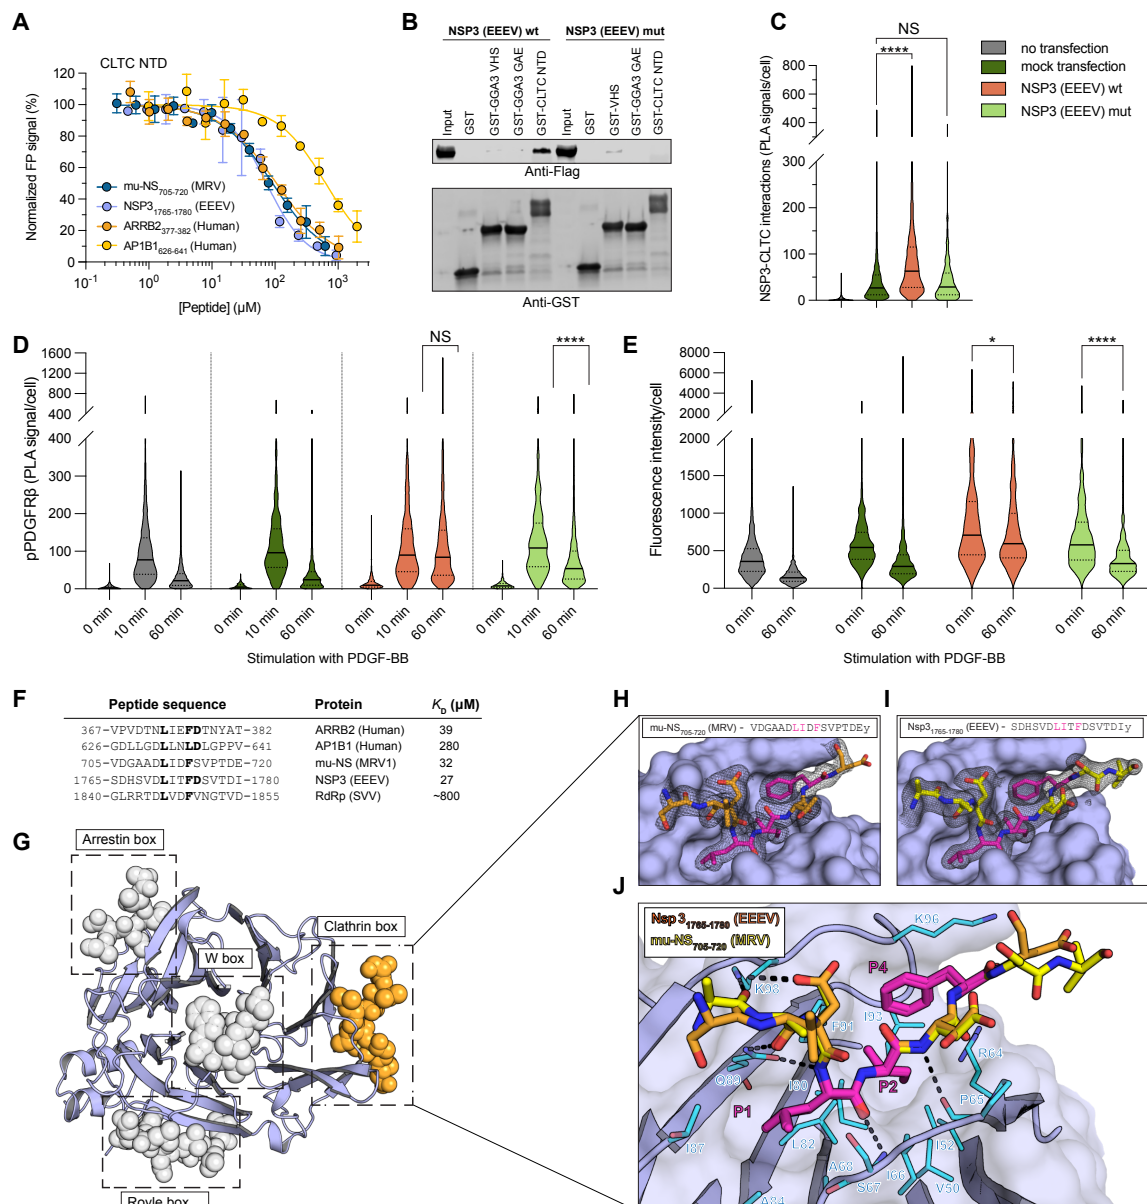 A
CLTC NTD
Normalized FP signal (%)
120
100
80
60
40
20
0
mu-NS705-720 (MRV)
NSP31765-1780 (EEEV)
ARRB2377-382 (Human)
AP1B1626-641 (Human)
10-1 100 101 102 103
[Peptide] (µM)
B
NSP3 (EEEV) wt NSP3 (EEEV) mut
Input
GST
GST-GGA3 VHS
GST-GGA3 GAE
GST-CLTC NTD
Input
GST
GST-VHS
GST-GGA3 GAE
GST-CLTC NTD
Anti-Flag
Anti-GST
C
NS
****
NSP3-CLTC interactions (PLA signals/cell)
800
600
400
200
300
200
100
0
no transfection
mock transfection
NSP3 (EEEV) wt
NSP3 (EEEV) mut
D
NS
****
pPDGFRβ (PLA signal/cell)
1600
1400
1200
1000
800
600
400
400
300
200
100
0
0 min 10 min 60 min 0 min 10 min 60 min 0 min 10 min 60 min 0 min 10 min 60 min
Stimulation with PDGF-BB
E
*
****
Fluorescence intensity/cell
8000
6000
4000
2000
2000
1500
1000
500
0
0 min 60 min 0 min 60 min 0 min 60 min 0 min 60 min
Stimulation with PDGF-BB
F
Peptide sequence Protein KD (µM)
367-VPVDTNLIEFDTNYAT-382 ARRB2 (Human) 39
626-GDLLGDLLNLDLGPPV-641 AP1B1 (Human) 280
705-VDGAADLIDFSVPTDE-720 mu-NS (MRV1) 32
1765-SDHSVDLITFDSVTDI-1780 NSP3 (EEEV) 27
1840-GLRRTDLVDFVNGTVD-1855 RdRp (SVV) ~800
G
Arrestin box
W box
Clathrin box
Royle box
H
mu-NS705-720 (MRV) - VDGAADLIDFSVPTDEy
I
Nsp31765-1780 (EEEV) - SDHSVDLITFDSVTDIy
J
Nsp31765-1780 (EEEV)
mu-NS705-720 (MRV)
K96
P4
K98
I93
F91
R64
Q89
I80
P2
P65
P1
L82
I52
I87
A68
I66
V50
S67
A84